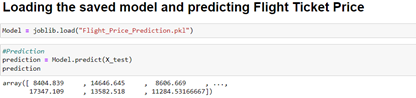 Loading the saved model and predicting Flight Ticket Price
Model = joblib.load("Flight_Price_Prediction.pkl")
#Prediction
prediction = Model.predict(X_test)
prediction
array([ 8404.839     , 14646.645     , 8606.669     , ...,
17347.109     , 13582.518     , 11284.53166667])